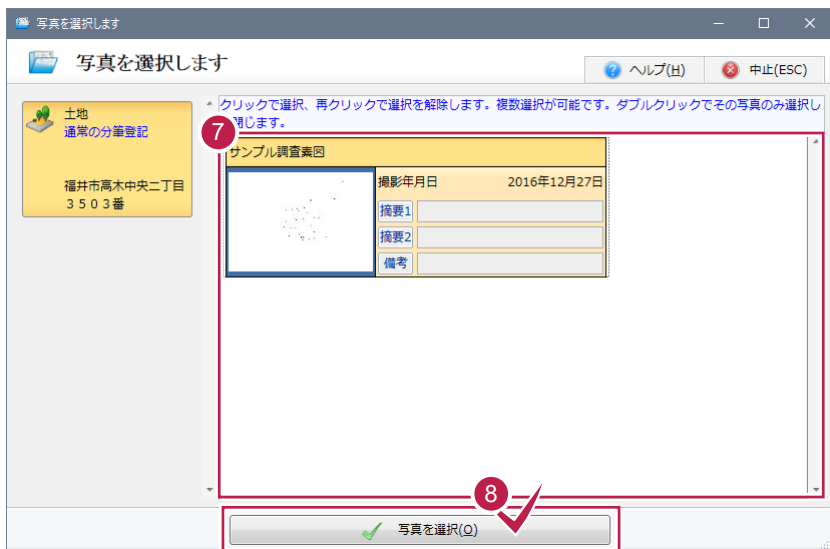 写真を選択します
写真を選択します
ヘルプ(H)
中止(ESC)
土地
通常の分筆登記
福井市高木中央二丁目
3503番
クリックで選択、再クリックで選択を解除します。複数選択が可能です。ダブルクリックでその写真のみ選択し
閉じます。
7
サンプル調査素図
撮影年月日 2016年12月27日
摘要1
摘要2
備考
8
写真を選択(O)